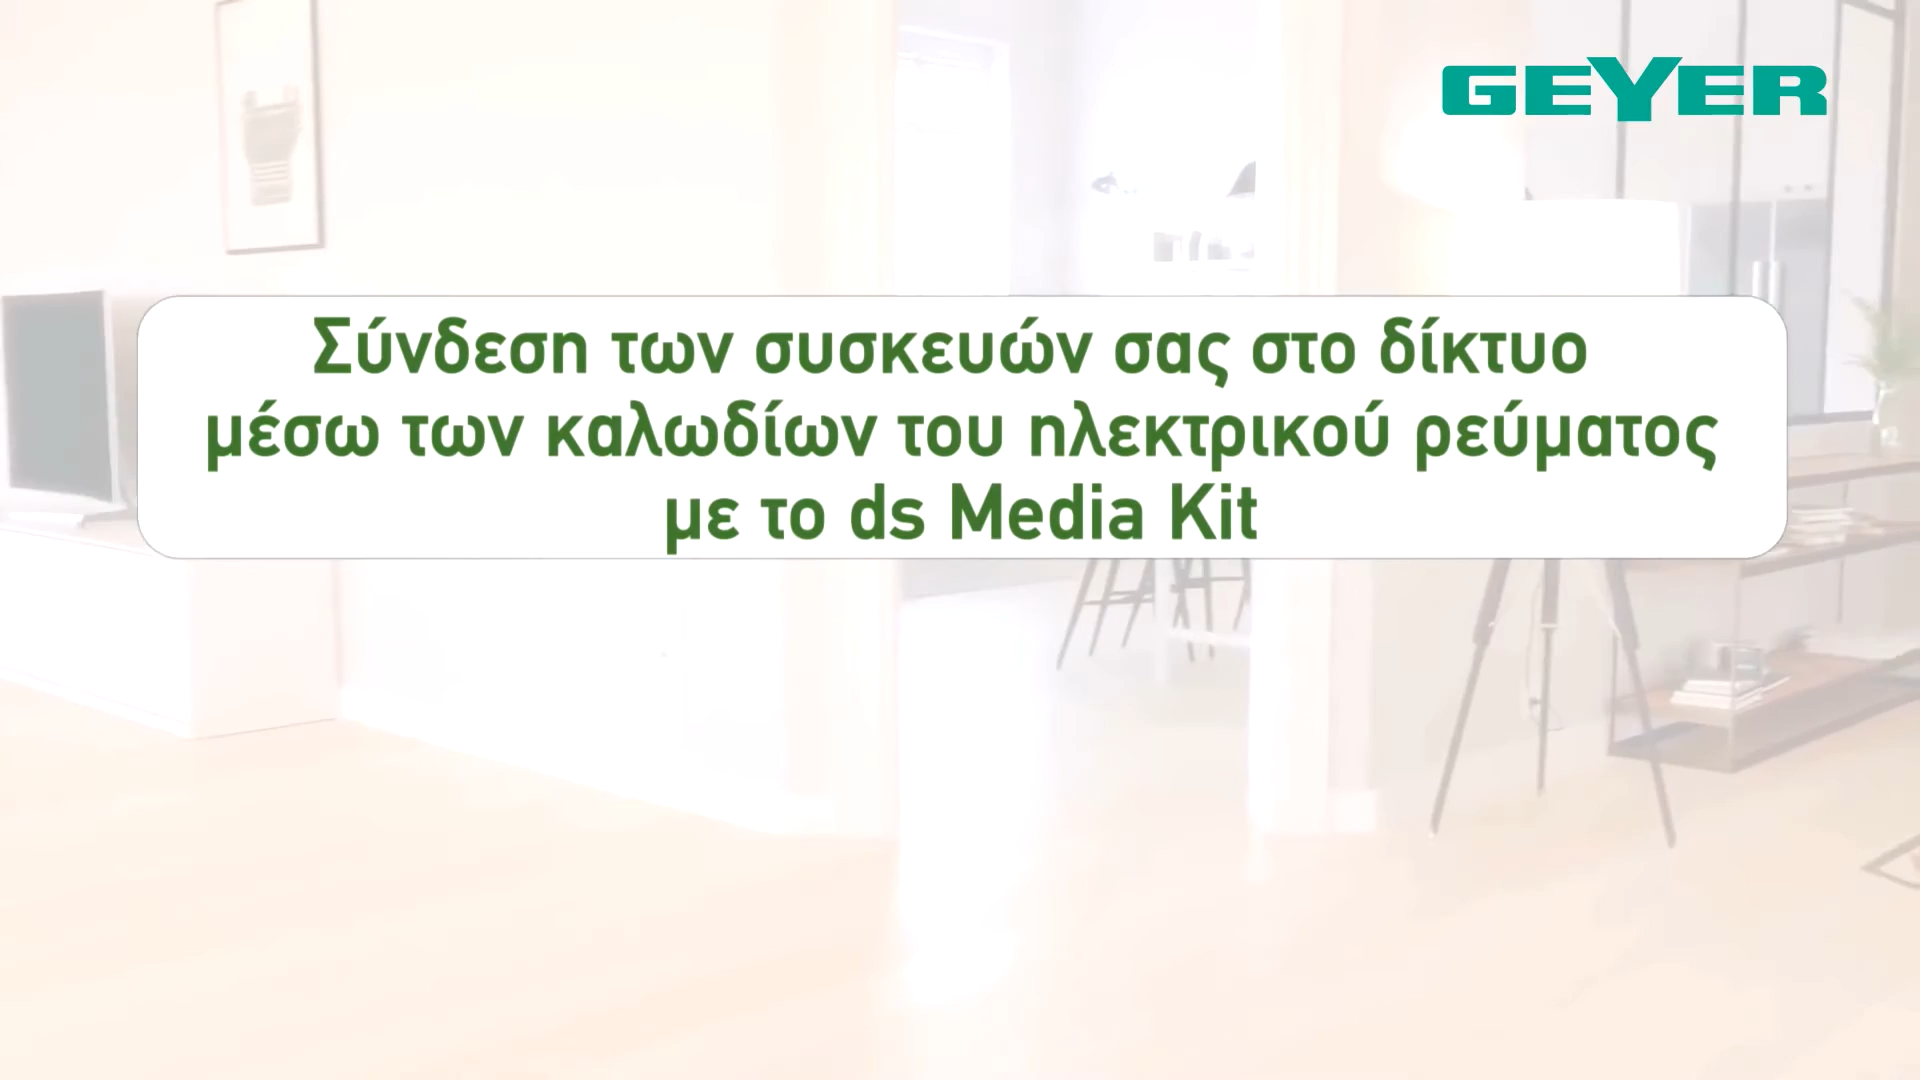 GEYER
Σύνδεση των συσκευών σας στο δίκτυο
μέσω των καλωδίων του ηλεκτρικού ρεύματος
με το ds Media Kit